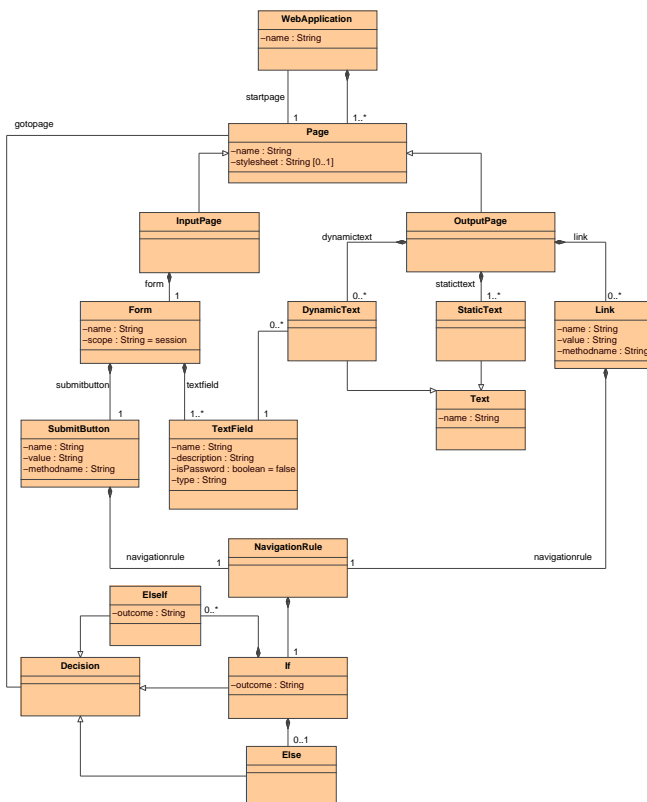 WebApplication
–name : String
startpage
1
1..*
gotopage
Page
–name : String
–stylesheet : String [0..1]
InputPage
OutputPage
dynamictext
link
form
1
statictext
0..*
1..*
0..*
Form
–name : String
–scope : String = session
DynamicText
StaticText
Link
–name : String
–value : String
–methodname : String
0..*
submitbutton
textfield
Text
–name : String
1
1..*
1
SubmitButton
–name : String
–value : String
–methodname : String
TextField
–name : String
–description : String
–isPassword : boolean = false
–type : String
NavigationRule
navigationrule
1
1
navigationrule
ElseIf
–outcome : String
0..*
1
Decision
If
–outcome : String
0..1
Else